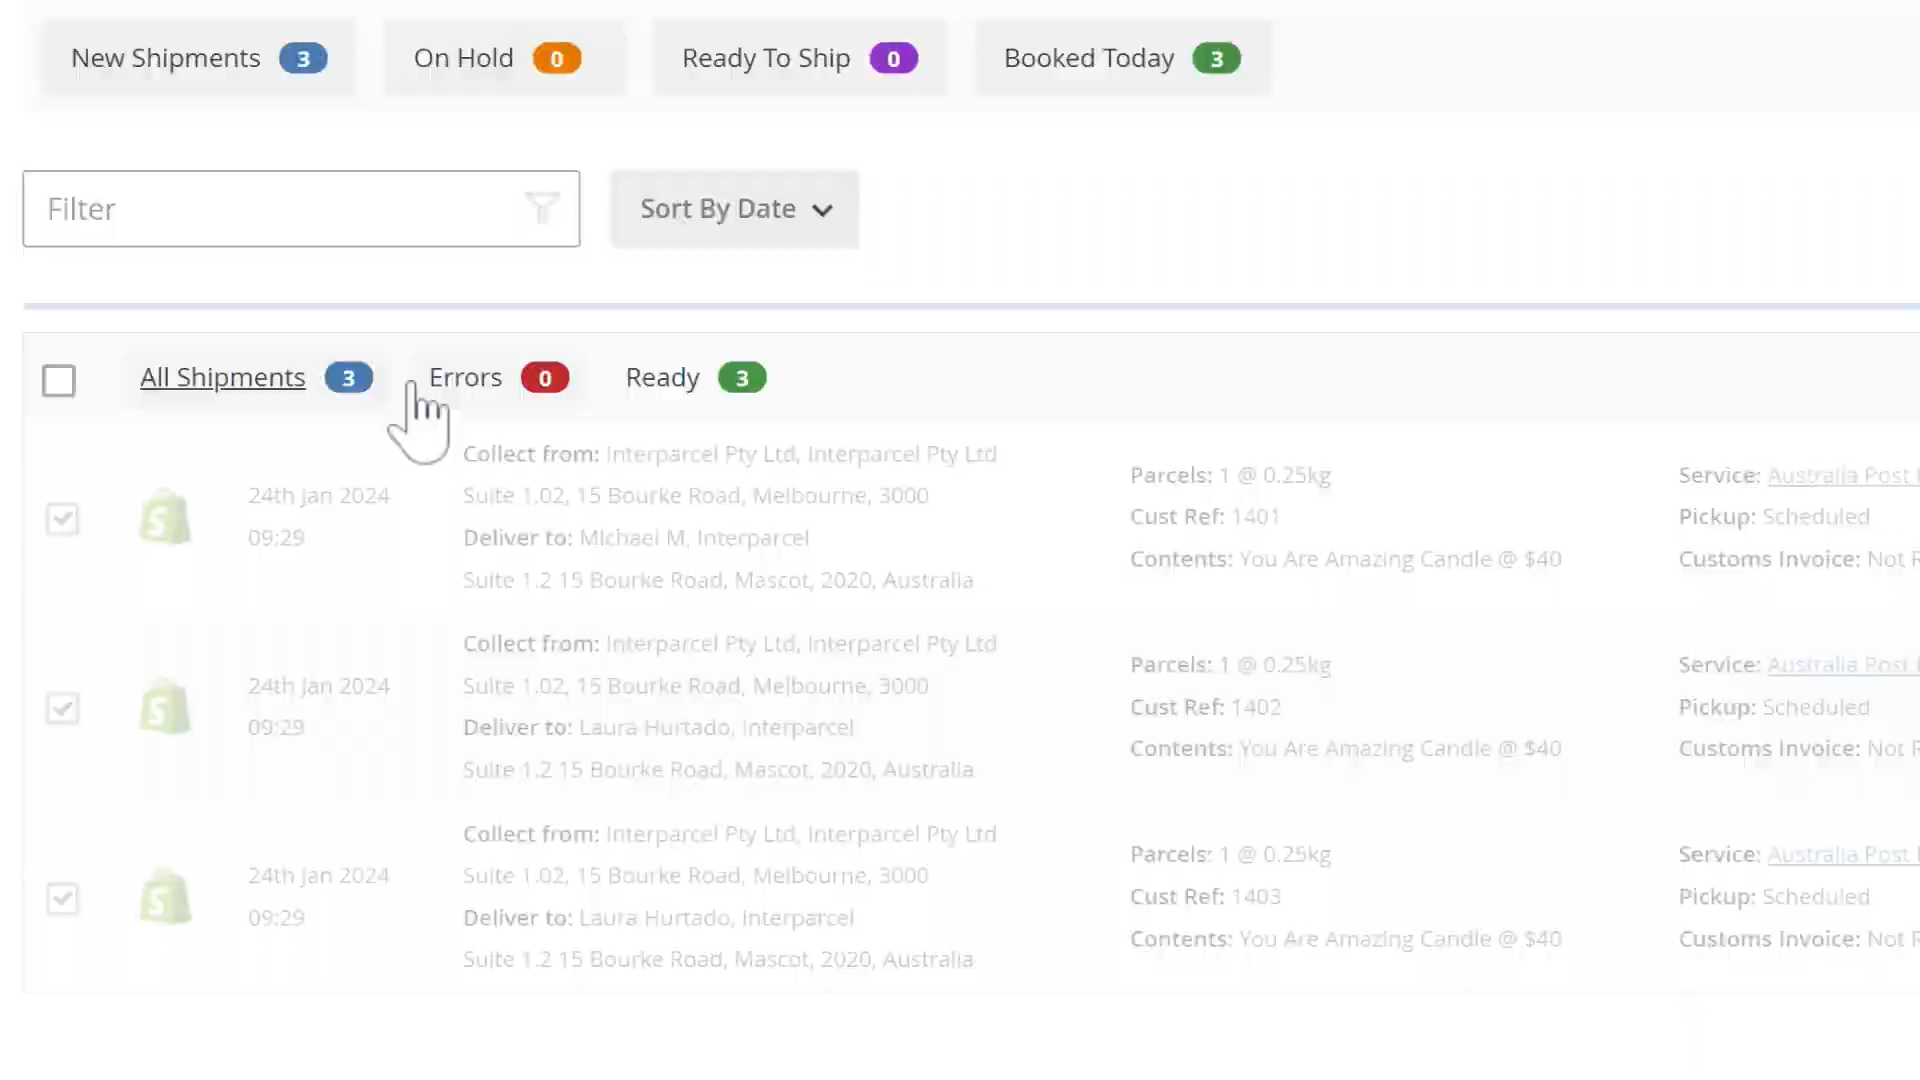 New Shipments 3 On Hold 0 Ready To Ship 0 Booked Today 3
Filter Sort By Date
All Shipments 3 Errors 0 Ready 3
24th Jan 2024
09:29
Collect from: Interparcel Pty Ltd, Interparcel Pty Ltd
Suite 1.02, 15 Bourke Road, Melbourne, 3000
Deliver to: Michael M, Interparcel
Suite 1.2 15 Bourke Road, Mascot, 2020, Australia
Parcels: 1 @ 0.25kg
Cust Ref: 1401
Contents: You Are Amazing Candle @ $40
Service: Australia Post
Pickup: Scheduled
Customs Invoice: Not
24th Jan 2024
09:29
Collect from: Interparcel Pty Ltd, Interparcel Pty Ltd
Suite 1.02, 15 Bourke Road, Melbourne, 3000
Deliver to: Laura Hurtado, Interparcel
Suite 1.2 15 Bourke Road, Mascot, 2020, Australia
Parcels: 1 @ 0.25kg
Cust Ref: 1402
Contents: You Are Amazing Candle @ $40
Service: Australia Post
Pickup: Scheduled
Customs Invoice: Not
24th Jan 2024
09:29
Collect from: Interparcel Pty Ltd, Interparcel Pty Ltd
Suite 1.02, 15 Bourke Road, Melbourne, 3000
Deliver to: Laura Hurtado, Interparcel
Suite 1.2 15 Bourke Road, Mascot, 2020, Australia
Parcels: 1 @ 0.25kg
Cust Ref: 1403
Contents: You Are Amazing Candle @ $40
Service: Australia Post
Pickup: Scheduled
Customs Invoice: Not